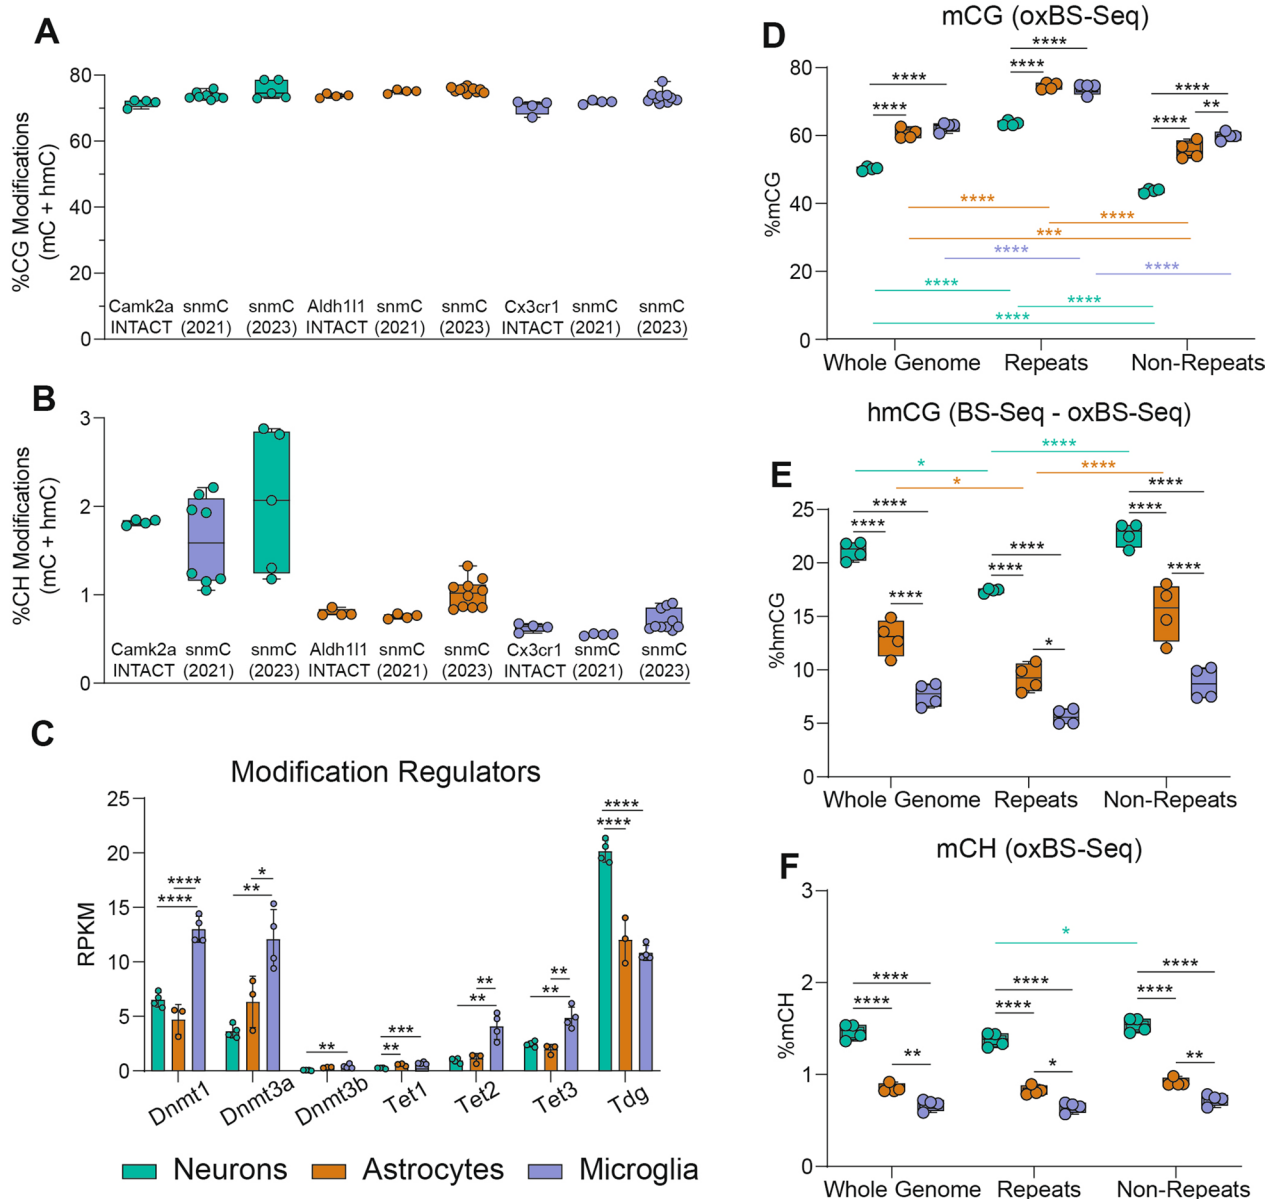 A
%CG Modifications
(mC + hmC)
80
60
40
20
0
Camk2a
INTACT
snmC
(2021)
snmC
(2023)
Aldh1l1
INTACT
snmC
(2021)
snmC
(2023)
Cx3cr1
INTACT
snmC
(2021)
snmC
(2023)
B
%CH Modifications
(mC + hmC)
3
2
1
0
Camk2a
INTACT
snmC
(2021)
snmC
(2023)
Aldh1l1
INTACT
snmC
(2021)
snmC
(2023)
Cx3cr1
INTACT
snmC
(2021)
snmC
(2023)
C
Modification Regulators
RPKM
25
20
15
10
5
0
****
****
*
**
**
***
**
**
**
**
**
****
****
Dnmt1
Dnmt3a
Dnmt3b
Tet1
Tet2
Tet3
Tdg
Neurons
Astrocytes
Microglia
D
mCG (oxBS-Seq)
%mCG
80
60
40
20
0
****
****
****
****
****
**
****
****
****
***
****
****
****
****
****
Whole Genome
Repeats
Non-Repeats
E
hmCG (BS-Seq - oxBS-Seq)
%hmCG
25
20
15
10
5
0
****
*
****
*
****
****
****
****
****
*
****
****
****
Whole Genome
Repeats
Non-Repeats
F
mCH (oxBS-Seq)
%mCH
3
2
1
0
*
****
****
**
****
****
*
****
****
**
Whole Genome
Repeats
Non-Repeats